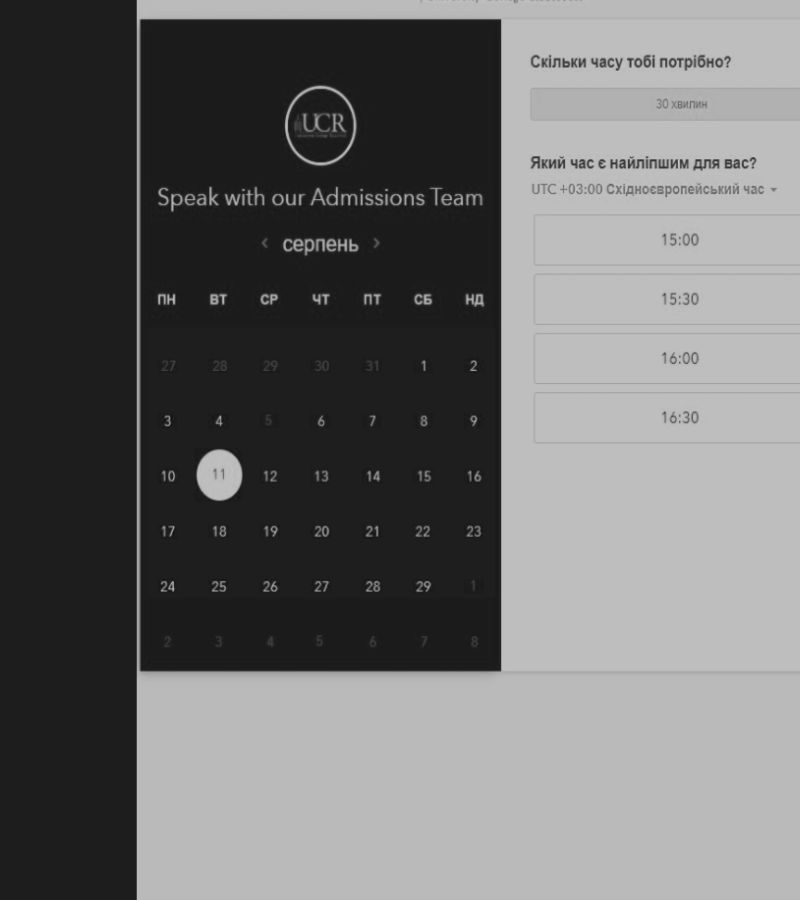 UCR
Speak with our Admissions Team
‹ серпень ›
ПН ВТ СР ЧТ ПТ СБ НД
27 28 29 30 31 1 2
3 4 5 6 7 8 9
10 11 12 13 14 15 16
17 18 19 20 21 22 23
24 25 26 27 28 29 1
2 3 4 5 6 7 8
Скільки часу тобі потрібно?
30 хвилин
Який час є найліпшим для вас?
UTC +03:00 Східноєвропейський час
15:00
15:30
16:00
16:30